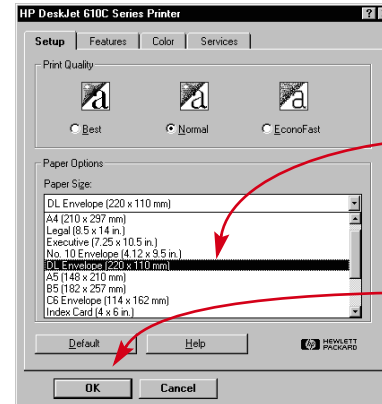 HP DeskJet 610C Series Printer ?
Setup Features Color Services
Print Quality
a a a
Best Normal EconoFast
Paper Options
Paper Size:
DL Envelope (220 x 110 mm)
A4 (210 x 297 mm)
Legal (8.5 x 14 in.)
Executive (7.25 x 10.5 in.)
No. 10 Envelope (4.12 x 9.5 in.)
DL Envelope (220 x 110 mm)
A5 (148 x 210 mm)
B5 (182 x 257 mm)
C6 Envelope (114 x 162 mm)
Index Card (4 x 6 in.)
Default Help hp HEWLETT
PACKARD
OK Cancel